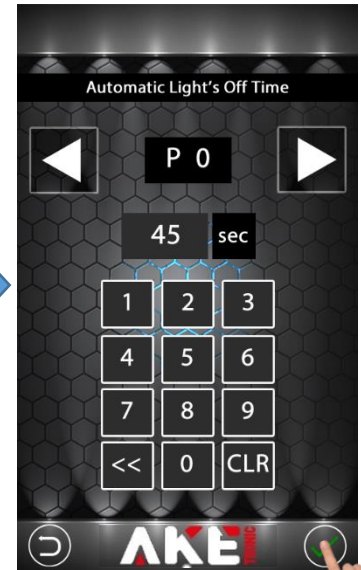 Automatic Light's Off Time
P 0
45 sec
1 2 3
4 5 6
7 8 9
<< 0 CLR
AKE
TEKNIK